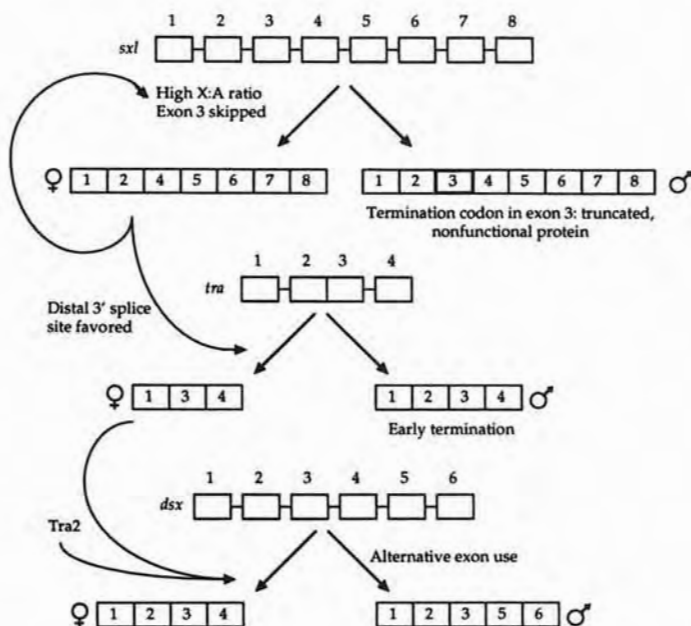 1 2 3 4 5 6 7 8
sxl
High X:A ratio
Exon 3 skipped
♀ 1 2 4 5 6 7 8
1 2 3 4 5 6 7 8 ♂
Termination codon in exon 3: truncated,
nonfunctional protein
1 2 3 4
tra
Distal 3′ splice
site favored
♀ 1 3 4
1 2 3 4 ♂
Early termination
1 2 3 4 5 6
dsx
Tra2
Alternative exon use
♀ 1 2 3 4
1 2 3 5 6 ♂